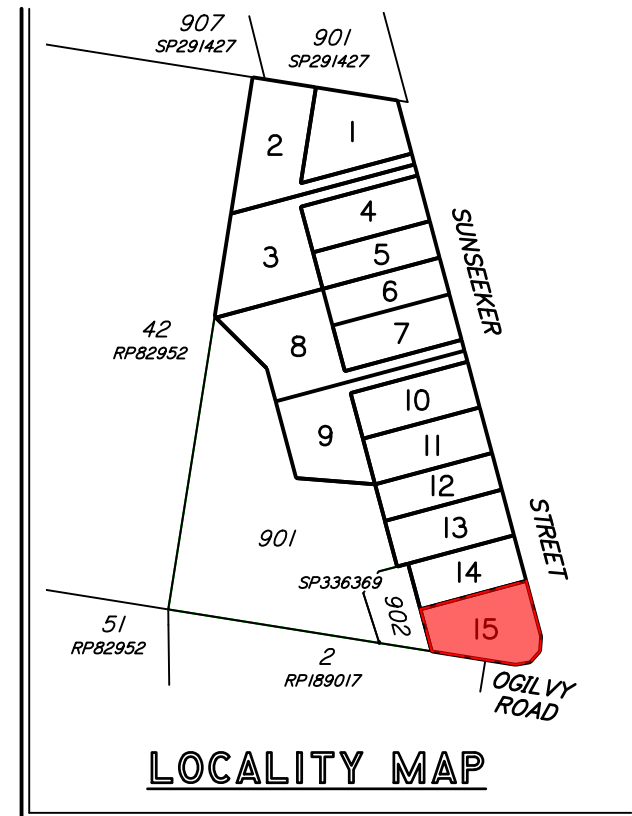 907
SP291427
901
SP291427
1
2
4
SUNSEEKER
5
3
6
42
RP82952
7
8
10
9
11
12
13
STREET
901
14
SP336369
902
15
51
RP82952
2
RP189017
OGILVY
ROAD
LOCALITY MAP